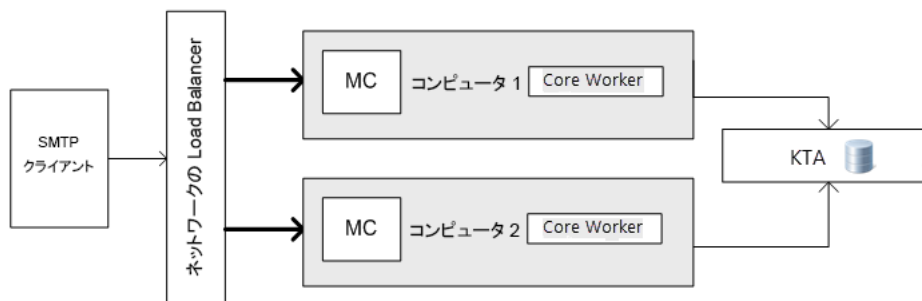 SMTP
クライアント
ネットワークの Load Balancer
MC
コンピュータ 1
Core Worker
MC
コンピュータ 2
Core Worker
KTA